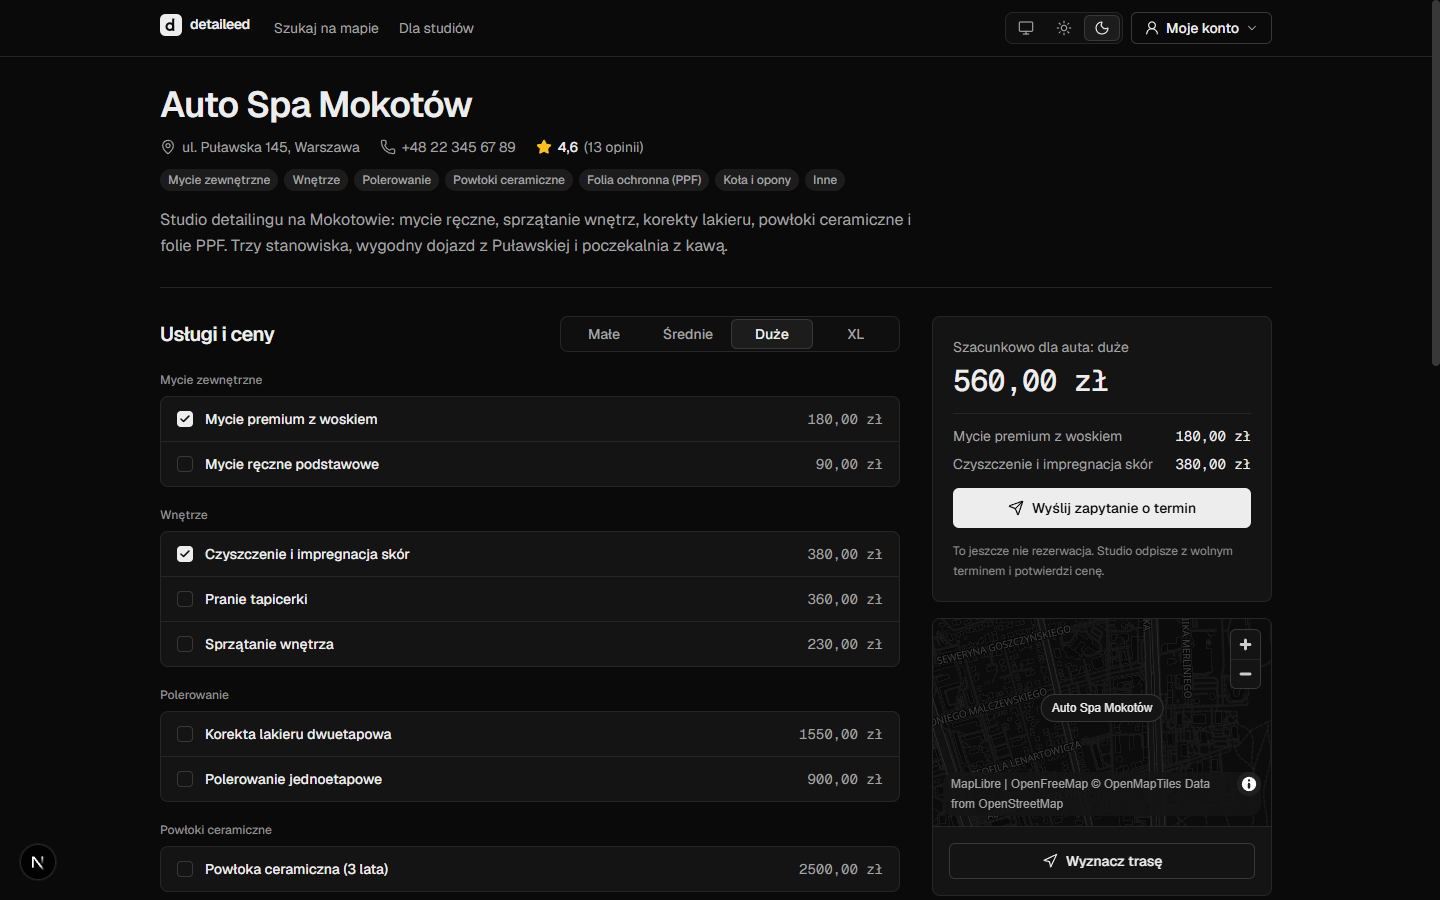 d detaileed Szukaj na mapie Dla studiów Moje konto
Auto Spa Mokotów
ul. Puławska 145, Warszawa +48 22 345 67 89 4,6 (13 opinii)
Mycie zewnętrzne Wnętrze Polerowanie Powłoki ceramiczne Folia ochronna (PPF) Koła i opony Inne
Studio detailingu na Mokotowie: mycie ręczne, sprzątanie wnętrz, korekty lakieru, powłoki ceramiczne i
folie PPF. Trzy stanowiska, wygodny dojazd z Puławskiej i poczekalnia z kawą.
Usługi i ceny Małe Średnie Duże XL
Mycie zewnętrzne
Mycie premium z woskiem 180,00 zł
Mycie ręczne podstawowe 90,00 zł
Wnętrze
Czyszczenie i impregnacja skór 380,00 zł
Pranie tapicerki 360,00 zł
Sprzątanie wnętrza 230,00 zł
Polerowanie
Korekta lakieru dwuetapowa 1550,00 zł
Polerowanie jednoetapowe 900,00 zł
Powłoki ceramiczne
Powłoka ceramiczna (3 lata) 2500,00 zł
Szacunkowo dla auta: duże
560,00 zł
Mycie premium z woskiem 180,00 zł
Czyszczenie i impregnacja skór 380,00 zł
Wyślij zapytanie o termin
To jeszcze nie rezerwacja. Studio odpisze z wolnym
terminem i potwierdzi cenę.
SEWERYNA GOSZCZYŃSKIEGO
MERLINIEGO
MALCZEWSKIEGO
Auto Spa Mokotów
LENARTOWICZA
MapLibre | OpenFreeMap © OpenMapTiles Data
from OpenStreetMap
Wyznacz trasę
N